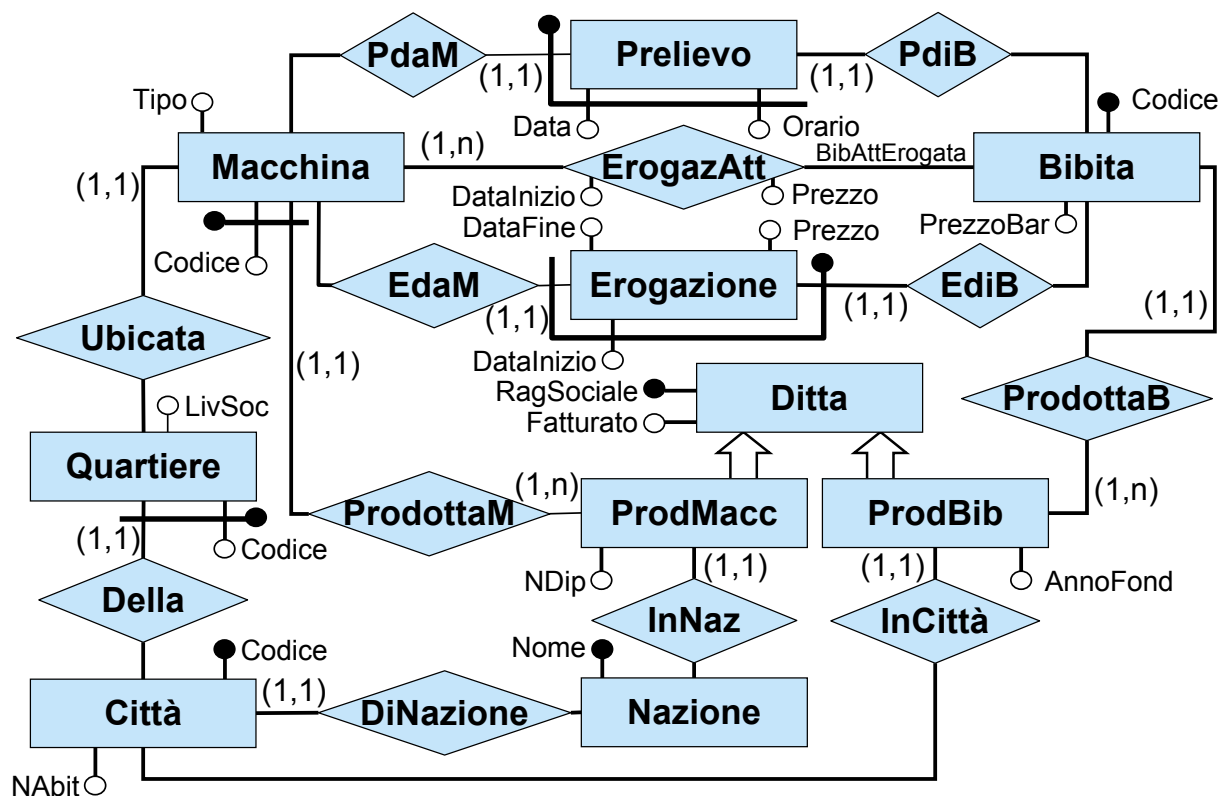 PdaM
Prelievo
PdiB
(1,1)
(1,1)
Tipo
Data
Orario
Codice
Macchina
(1,n)
ErogazAtt
BibAttErogata
Bibita
(1,1)
DataInizio
Prezzo
DataFine
Prezzo
PrezzoBar
Codice
EdaM
Erogazione
EdiB
(1,1)
(1,1)
(1,1)
Ubicata
(1,1)
DataInizio
RagSociale
Ditta
ProdottaB
Fatturato
LivSoc
Quartiere
(1,n)
(1,n)
ProdottaM
ProdMacc
ProdBib
(1,1)
Codice
(1,1)
(1,1)
NDip
AnnoFond
Della
InNaz
InCittà
Codice
Nome
(1,1)
Città
DiNazione
Nazione
NAbit